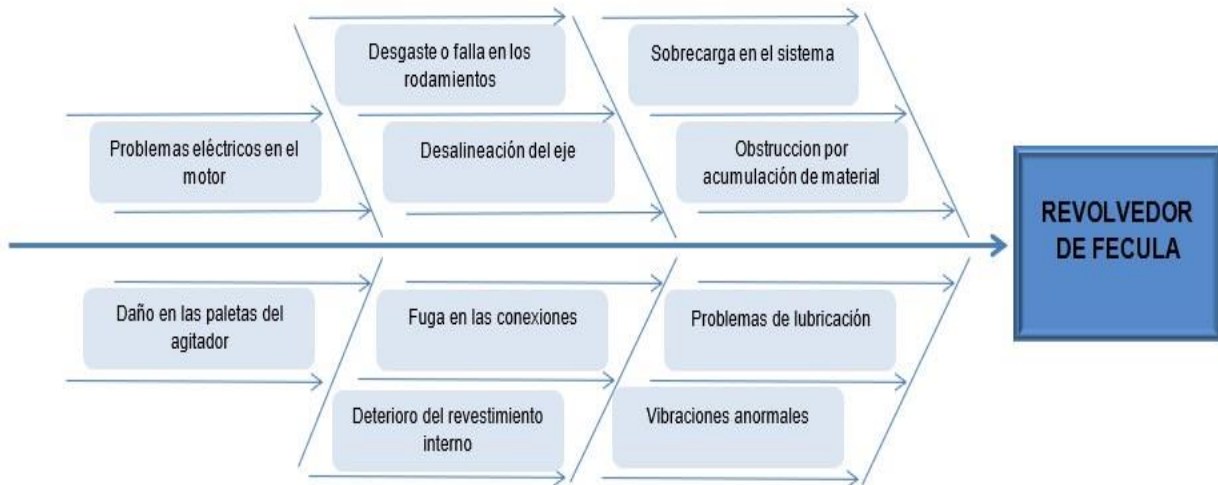 Desgaste o falla en los
rodamientos
Sobrecarga en el sistema
Problemas eléctricos en el
motor
Desalineación del eje
Obstruccion por
acumulación de material
REVOLVEDOR
DE FECULA
Daño en las paletas del
agitador
Fuga en las conexiones
Problemas de lubricación
Deterioro del revestimiento
interno
Vibraciones anormales